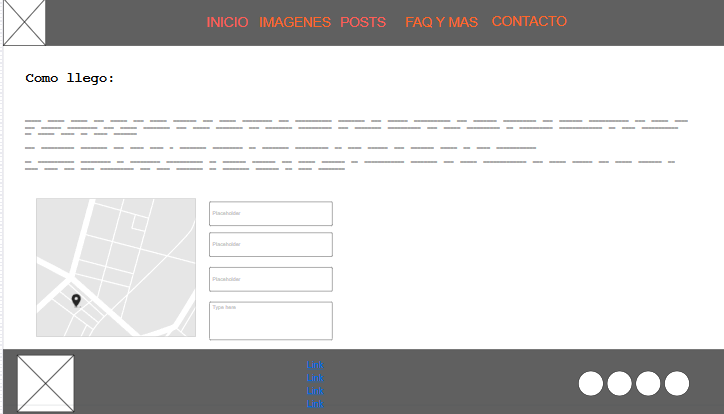 INICIO IMAGENES POSTS FAQ Y MAS CONTACTO
Como llego:
Placeholder
Placeholder
Placeholder
Type here
Link
Link
Link
Link